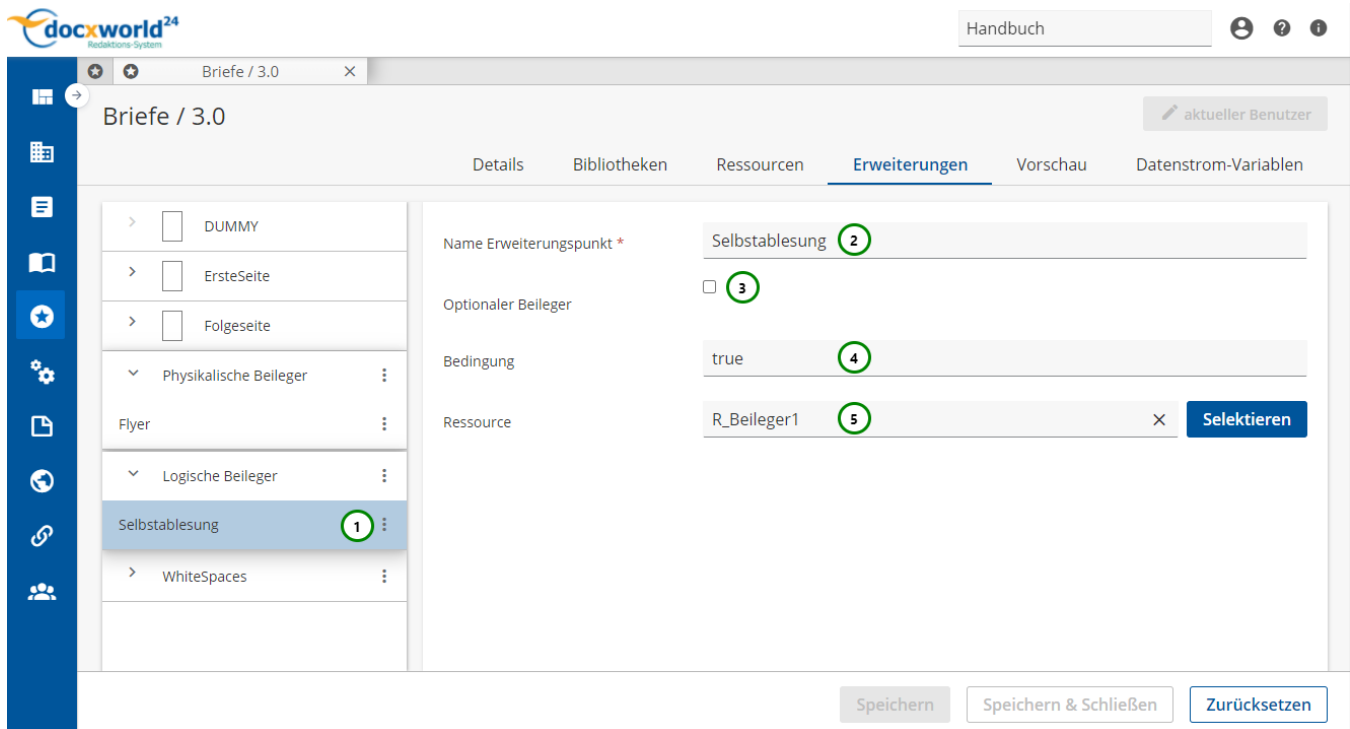 docxworld24
Redaktions-System
Handbuch
Briefe / 3.0
Briefe / 3.0
aktueller Benutzer
Details Bibliotheken Ressourcen Erweiterungen Vorschau Datenstrom-Variablen
DUMMY
ErsteSeite
Folgeseite
Physikalische Beileger
Flyer
Logische Beileger
Selbstablesung 1
WhiteSpaces
Name Erweiterungspunkt * Selbstablesung 2
Optionaler Beileger 3
Bedingung true 4
Ressource R_Beileger1 5 Selektieren
Speichern Speichern & Schließen Zurücksetzen